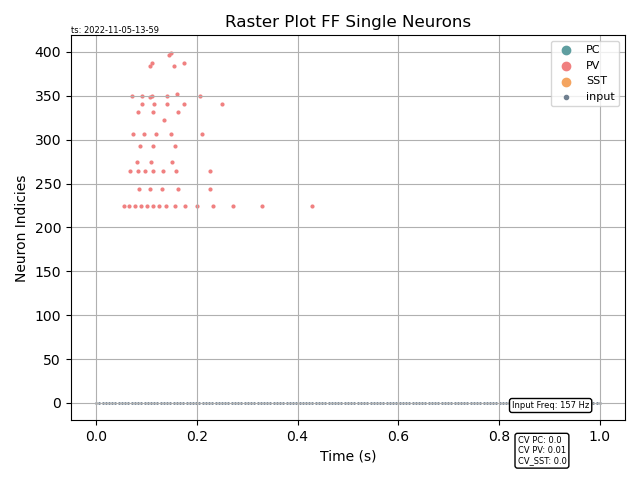 Raster Plot FF Single Neurons
ts: 2022-11-05-13-59
PC
PV
SST
input
400
350
300
250
200
150
100
50
0
Neuron Indicies
Input Freq: 157 Hz
0.0
0.2
0.4
0.6
0.8
1.0
Time (s)
CV PC: 0.0
CV PV: 0.01
CV_SST: 0.0